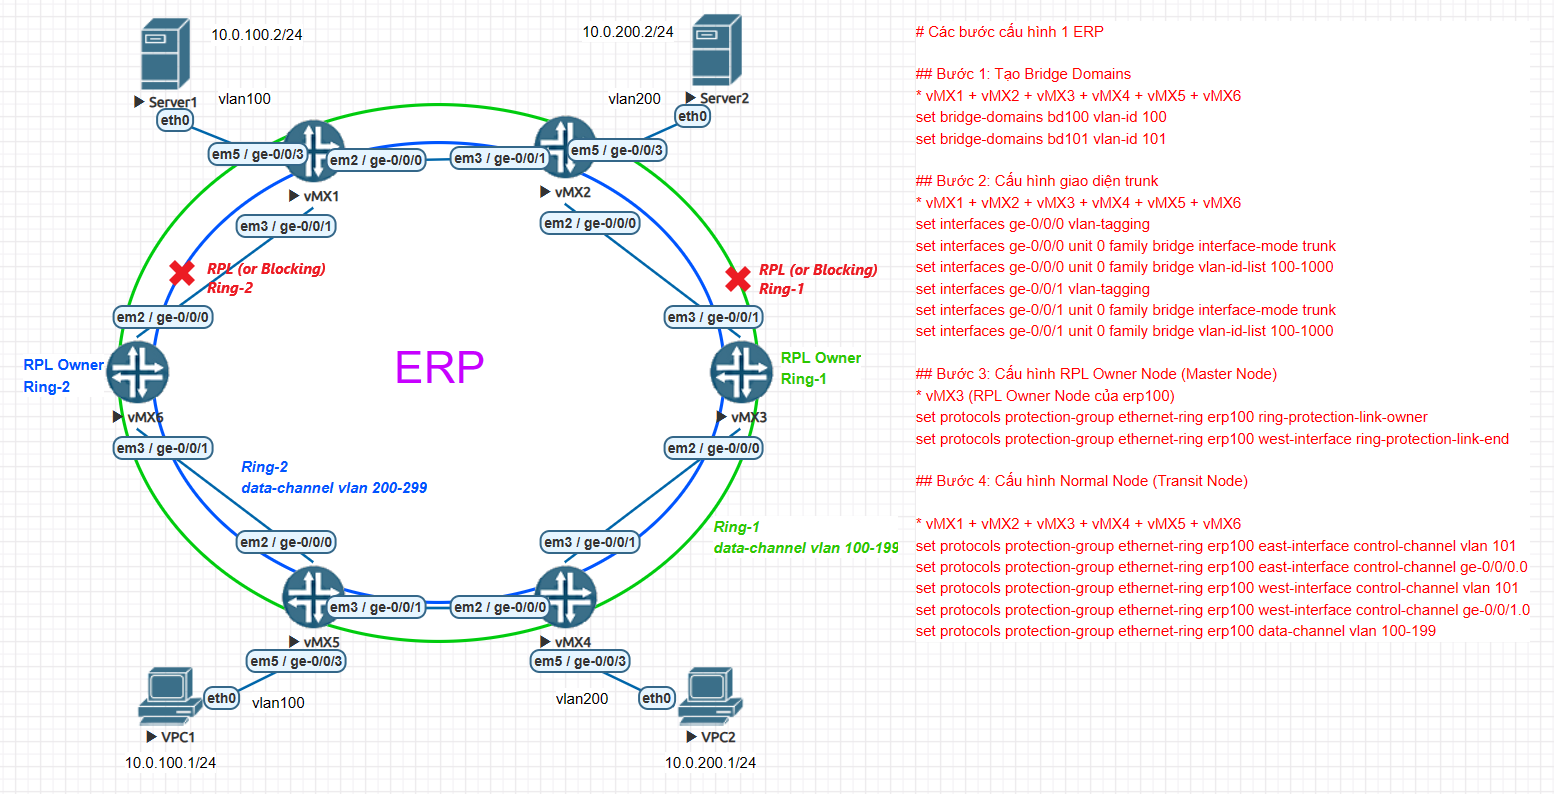 10.0.100.2/24
10.0.200.2/24
Server1
vlan100
eth0
vlan200
Server2
eth0
em5 / ge-0/0/3
em2 / ge-0/0/0
em3 / ge-0/0/1
em5 / ge-0/0/3
vMX1
vMX2
em3 / ge-0/0/1
em2 / ge-0/0/0
RPL (or Blocking)
Ring-2
RPL (or Blocking)
Ring-1
em2 / ge-0/0/0
em3 / ge-0/0/1
RPL Owner
Ring-2
ERP
RPL Owner
Ring-1
vMX6
vMX3
em3 / ge-0/0/1
em2 / ge-0/0/0
Ring-2
data-channel vlan 200-299
Ring-1
data-channel vlan 100-199
em2 / ge-0/0/0
em3 / ge-0/0/1
em3 / ge-0/0/1
em2 / ge-0/0/0
vMX5
vMX4
em5 / ge-0/0/3
em5 / ge-0/0/3
eth0
vlan100
vlan200
eth0
VPC1
VPC2
10.0.100.1/24
10.0.200.1/24
# Các bước cấu hình 1 ERP
## Bước 1: Tạo Bridge Domains
* vMX1 + vMX2 + vMX3 + vMX4 + vMX5 + vMX6
set bridge-domains bd100 vlan-id 100
set bridge-domains bd101 vlan-id 101
## Bước 2: Cấu hình giao diện trunk
* vMX1 + vMX2 + vMX3 + vMX4 + vMX5 + vMX6
set interfaces ge-0/0/0 vlan-tagging
set interfaces ge-0/0/0 unit 0 family bridge interface-mode trunk
set interfaces ge-0/0/0 unit 0 family bridge vlan-id-list 100-1000
set interfaces ge-0/0/1 vlan-tagging
set interfaces ge-0/0/1 unit 0 family bridge interface-mode trunk
set interfaces ge-0/0/1 unit 0 family bridge vlan-id-list 100-1000
## Bước 3: Cấu hình RPL Owner Node (Master Node)
* vMX3 (RPL Owner Node của erp100)
set protocols protection-group ethernet-ring erp100 ring-protection-link-owner
set protocols protection-group ethernet-ring erp100 west-interface ring-protection-link-end
## Bước 4: Cấu hình Normal Node (Transit Node)
* vMX1 + vMX2 + vMX3 + vMX4 + vMX5 + vMX6
set protocols protection-group ethernet-ring erp100 east-interface control-channel vlan 101
set protocols protection-group ethernet-ring erp100 east-interface control-channel ge-0/0/0.0
set protocols protection-group ethernet-ring erp100 west-interface control-channel vlan 101
set protocols protection-group ethernet-ring erp100 west-interface control-channel ge-0/0/1.0
set protocols protection-group ethernet-ring erp100 data-channel vlan 100-199